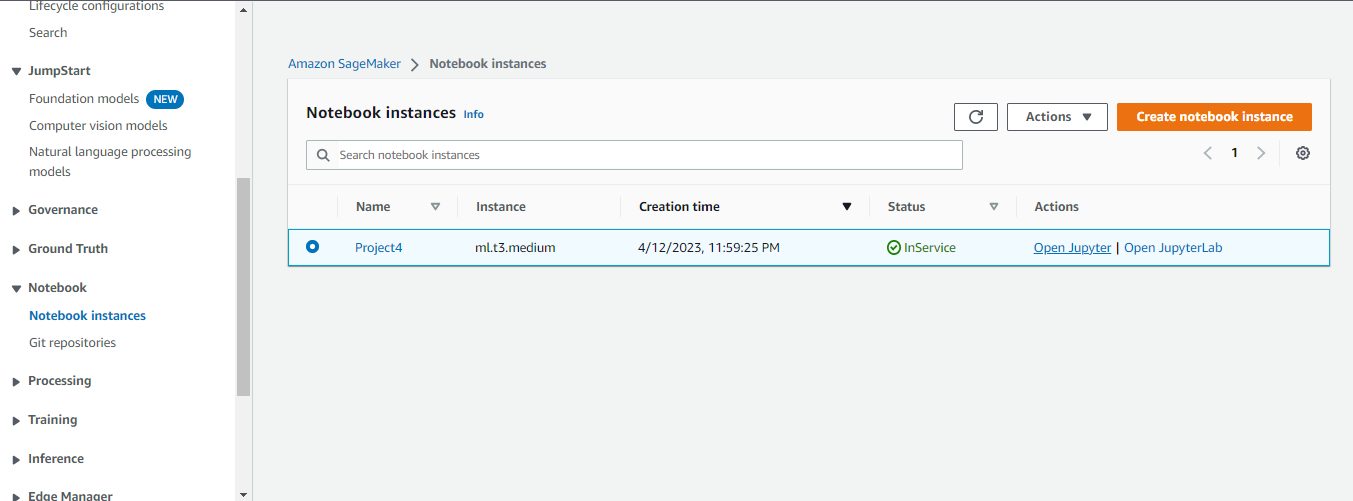 Lifecycle configurations
Search
JumpStart
Foundation models NEW
Computer vision models
Natural language processing
models
Governance
Ground Truth
Notebook
Notebook instances
Git repositories
Processing
Training
Inference
Edge Manager
Amazon SageMaker > Notebook instances
Notebook instances Info
Actions
Create notebook instance
Search notebook instances
1
Name Instance Creation time Status Actions
Project4 ml.t3.medium 4/12/2023, 11:59:25 PM InService Open Jupyter | Open JupyterLab